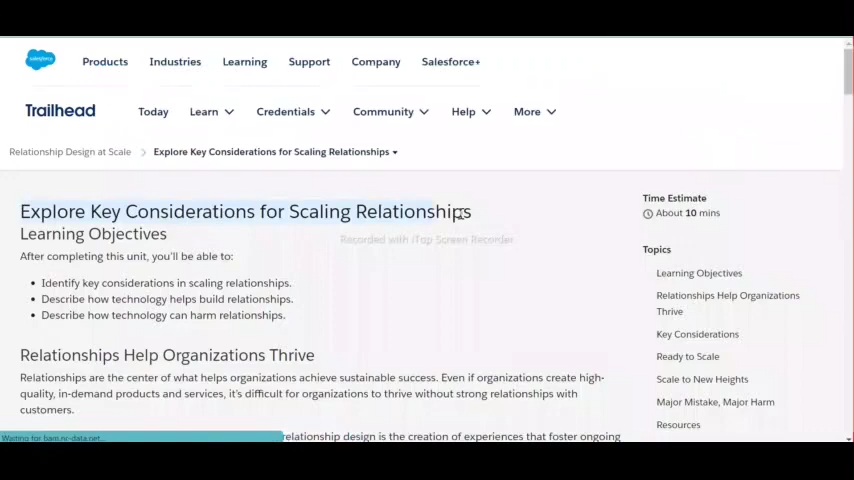 salesforce
Products Industries Learning Support Company Salesforce+
Trailhead Today Learn Credentials Community Help More
Relationship Design at Scale Explore Key Considerations for Scaling Relationships
Explore Key Considerations for Scaling Relationships
Learning Objectives
After completing this unit, you'll be able to:
Identify key considerations in scaling relationships.
Describe how technology helps build relationships.
Describe how technology can harm relationships.
Relationships Help Organizations Thrive
Relationships are the center of what helps organizations achieve sustainable success. Even if organizations create high-
quality, in-demand products and services, it's difficult for organizations to thrive without strong relationships with
customers.
relationship design is the creation of experiences that foster ongoing
Time Estimate
About 10 mins
Topics
Learning Objectives
Relationships Help Organizations
Thrive
Key Considerations
Ready to Scale
Scale to New Heights
Major Mistake, Major Harm
Resources
Recorded with iTop Screen Recorder
Waiting for bam.nr-data.net...